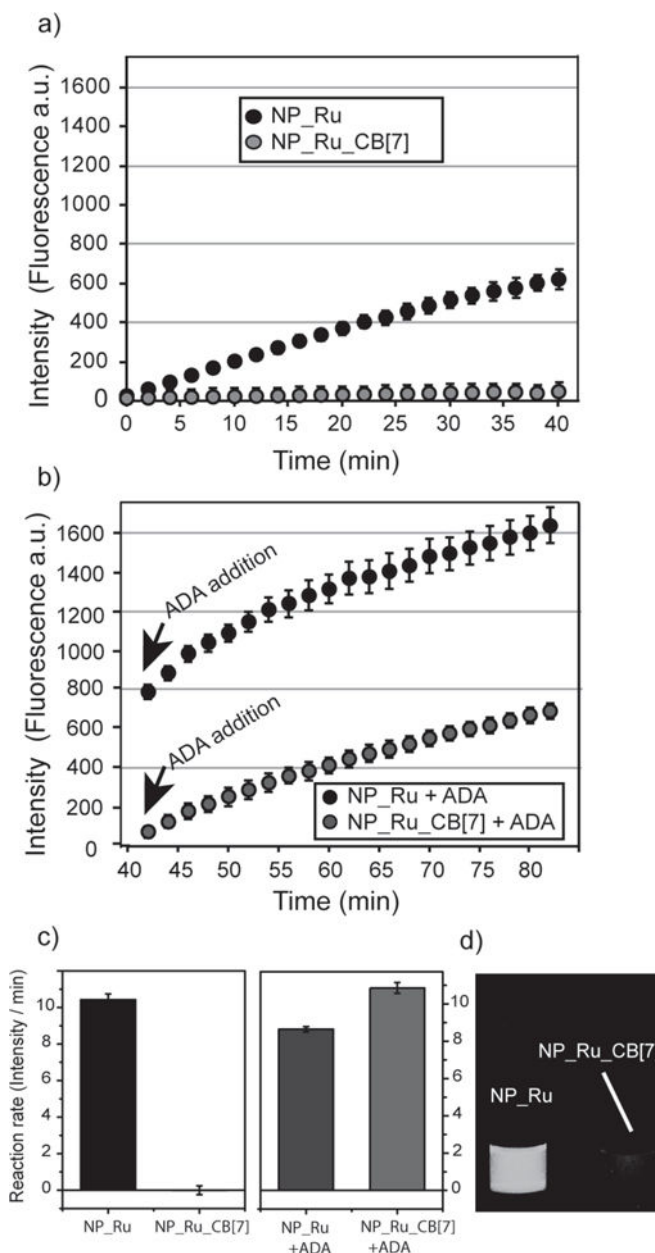 a)
Intensity (Fluorescence a.u.)
1600
1400
1200
1000
800
600
400
200
0
NP_Ru
NP_Ru_CB[7]
0 5 10 15 20 25 30 35 40
Time (min)
b)
Intensity (Fluorescence a.u.)
1600
1400
1200
1000
800
600
400
200
0
ADA addition
ADA addition
NP_Ru + ADA
NP_Ru_CB[7] + ADA
40 45 50 55 60 65 70 75 80
Time (min)
c)
Reaction rate (Intensity / min)
10
8
6
4
2
0
NP_Ru NP_Ru_CB[7]
10
8
6
4
2
0
NP_Ru NP_Ru_CB[7]
+ADA +ADA
d)
NP_Ru_CB[7
NP_Ru